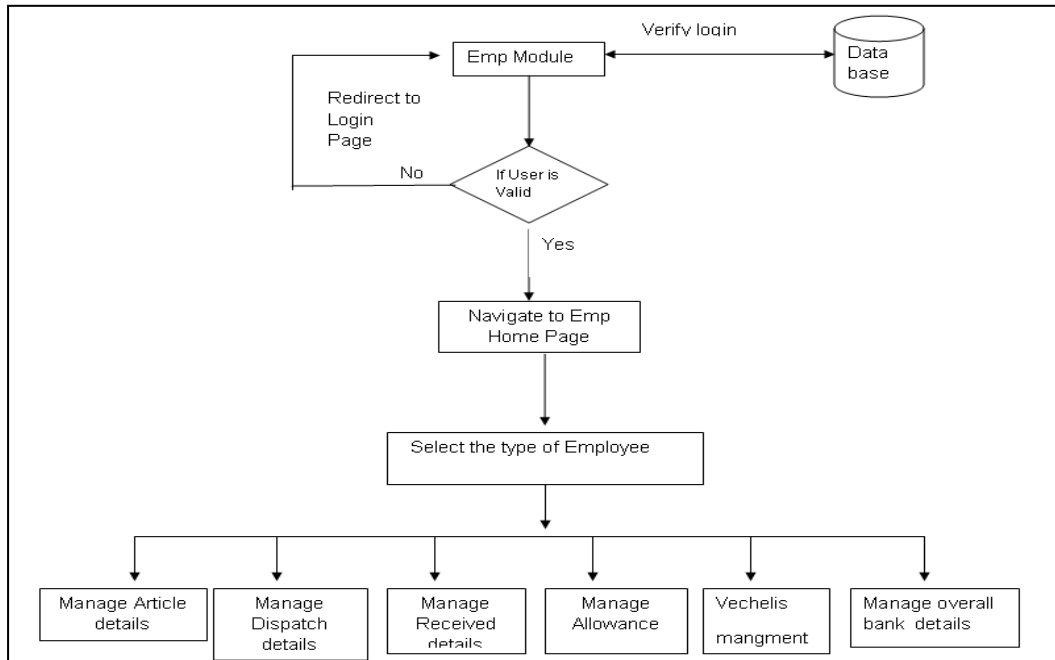 Verify login
Emp Module
Data
base
Redirect to
Login
Page
No
If User is
Valid
Yes
Navigate to Emp
Home Page
Select the type of Employee
Manage Article
details
Manage
Dispatch
details
Manage
Received
details
Manage
Allowance
Vechelis
mangment
Manage overall
bank details